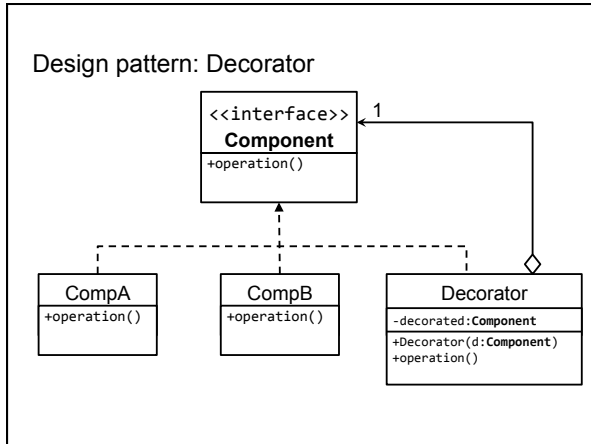 Design pattern: Decorator
<<interface>>
Component
+operation()
1
CompA
+operation()
CompB
+operation()
Decorator
-decorated:Component
+Decorator(d:Component)
+operation()